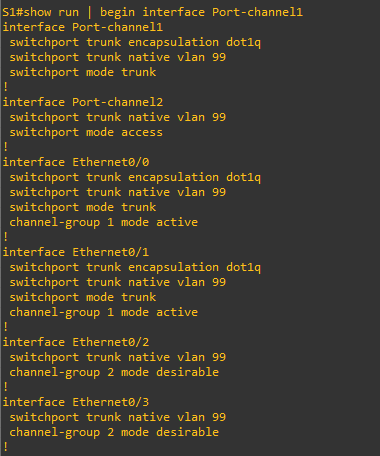 S1#show run | begin interface Port-channel1
interface Port-channel1
 switchport trunk encapsulation dot1q
 switchport trunk native vlan 99
 switchport mode trunk
!
interface Port-channel2
 switchport trunk native vlan 99
 switchport mode access
!
interface Ethernet0/0
 switchport trunk encapsulation dot1q
 switchport trunk native vlan 99
 switchport mode trunk
 channel-group 1 mode active
!
interface Ethernet0/1
 switchport trunk encapsulation dot1q
 switchport trunk native vlan 99
 switchport mode trunk
 channel-group 1 mode active
!
interface Ethernet0/2
 switchport trunk native vlan 99
 channel-group 2 mode desirable
!
interface Ethernet0/3
 switchport trunk native vlan 99
 channel-group 2 mode desirable
!